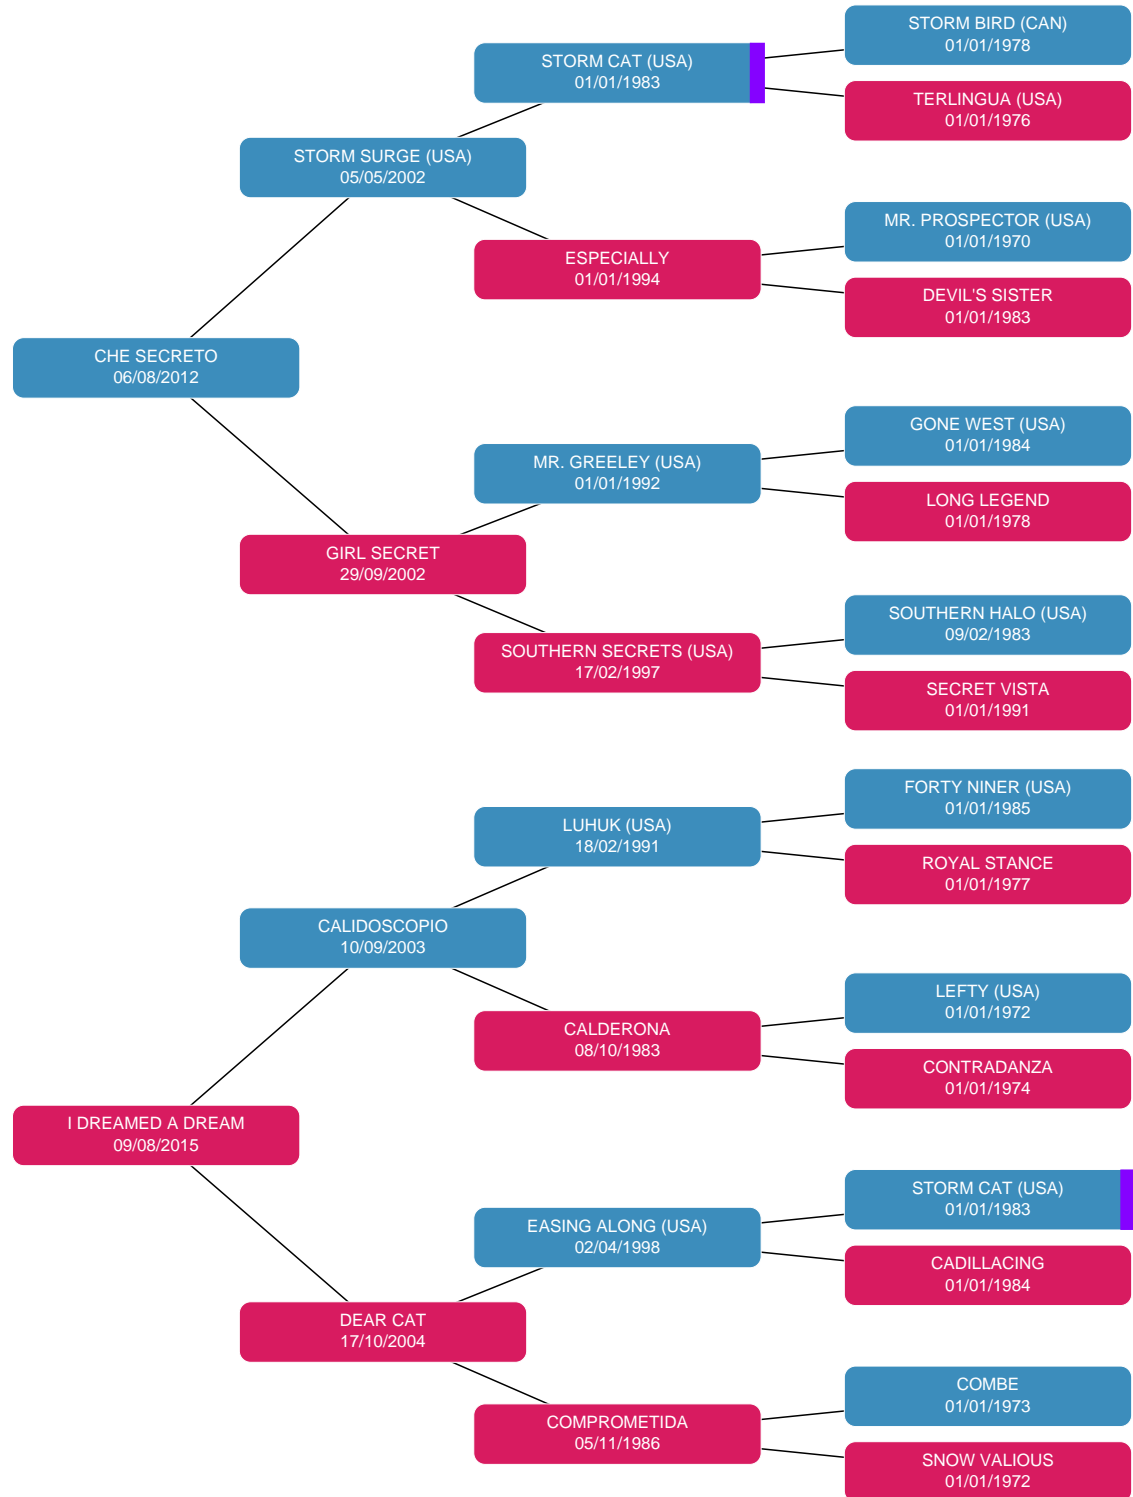 STORM BIRD (CAN)
01/01/1978
STORM CAT (USA)
01/01/1983
TERLINGUA (USA)
01/01/1976
STORM SURGE (USA)
05/05/2002
MR. PROSPECTOR (USA)
01/01/1970
ESPECIALLY
01/01/1994
DEVIL'S SISTER
01/01/1983
CHE SECRETO
06/08/2012
GONE WEST (USA)
01/01/1984
MR. GREELEY (USA)
01/01/1992
LONG LEGEND
01/01/1978
GIRL SECRET
29/09/2002
SOUTHERN HALO (USA)
09/02/1983
SOUTHERN SECRETS (USA)
17/02/1997
SECRET VISTA
01/01/1991
FORTY NINER (USA)
01/01/1985
LUHUK (USA)
18/02/1991
ROYAL STANCE
01/01/1977
CALIDOSCOPIO
10/09/2003
LEFTY (USA)
01/01/1972
CALDERONA
08/10/1983
CONTRADANZA
01/01/1974
I DREAMED A DREAM
09/08/2015
STORM CAT (USA)
01/01/1983
EASING ALONG (USA)
02/04/1998
CADILLACING
01/01/1984
DEAR CAT
17/10/2004
COMBE
01/01/1973
COMPROMETIDA
05/11/1986
SNOW VALIOUS
01/01/1972